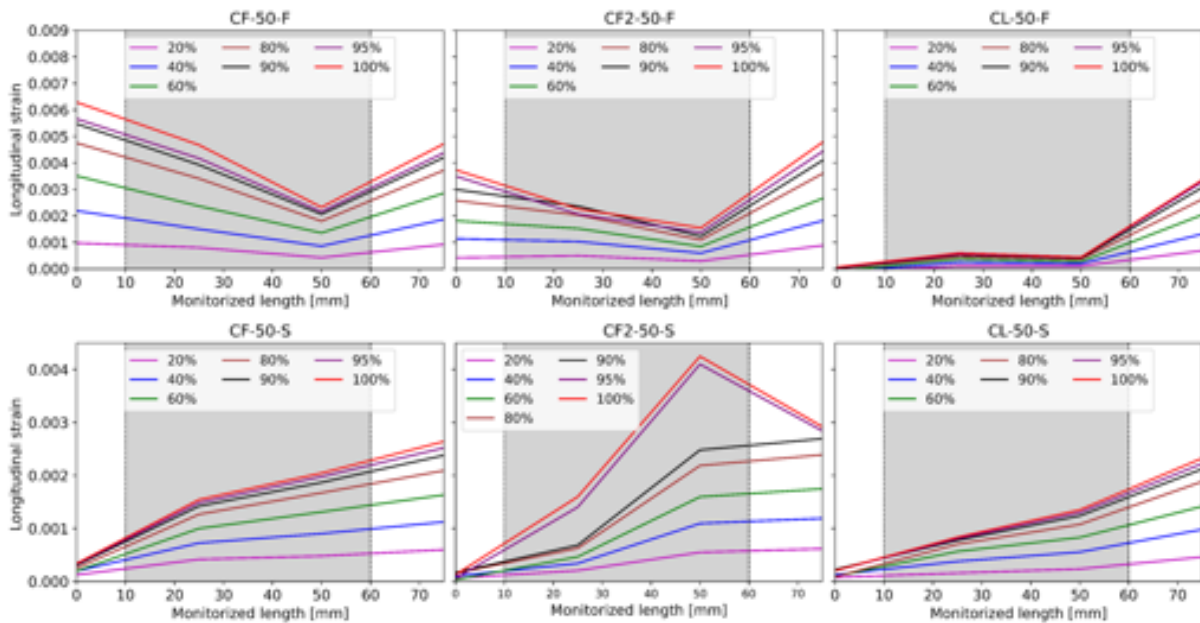 CF-50-F CF2-50-F CL-50-F
0.009
0.008
0.007
0.006
0.005
0.004
0.003
0.002
0.001
0.000
Longitudinal strain
20% 80% 95%
40% 90% 100%
60%
20% 80% 95%
40% 90% 100%
60%
20% 80% 95%
40% 90% 100%
60%
0 10 20 30 40 50 60 70
0 10 20 30 40 50 60 70
0 10 20 30 40 50 60 70
Monitorized length [mm] Monitorized length [mm] Monitorized length [mm]
CF-50-S CF2-50-S CL-50-S
0.004
0.003
0.002
0.001
0.000
Longitudinal strain
20% 80% 95%
40% 90% 100%
60%
20% 90%
40% 95%
60% 100%
80%
20% 80% 95%
40% 90% 100%
60%
0 10 20 30 40 50 60 70
0 10 20 30 40 50 60 70
0 10 20 30 40 50 60 70
Monitorized length [mm] Monitorized length [mm] Monitorized length [mm]